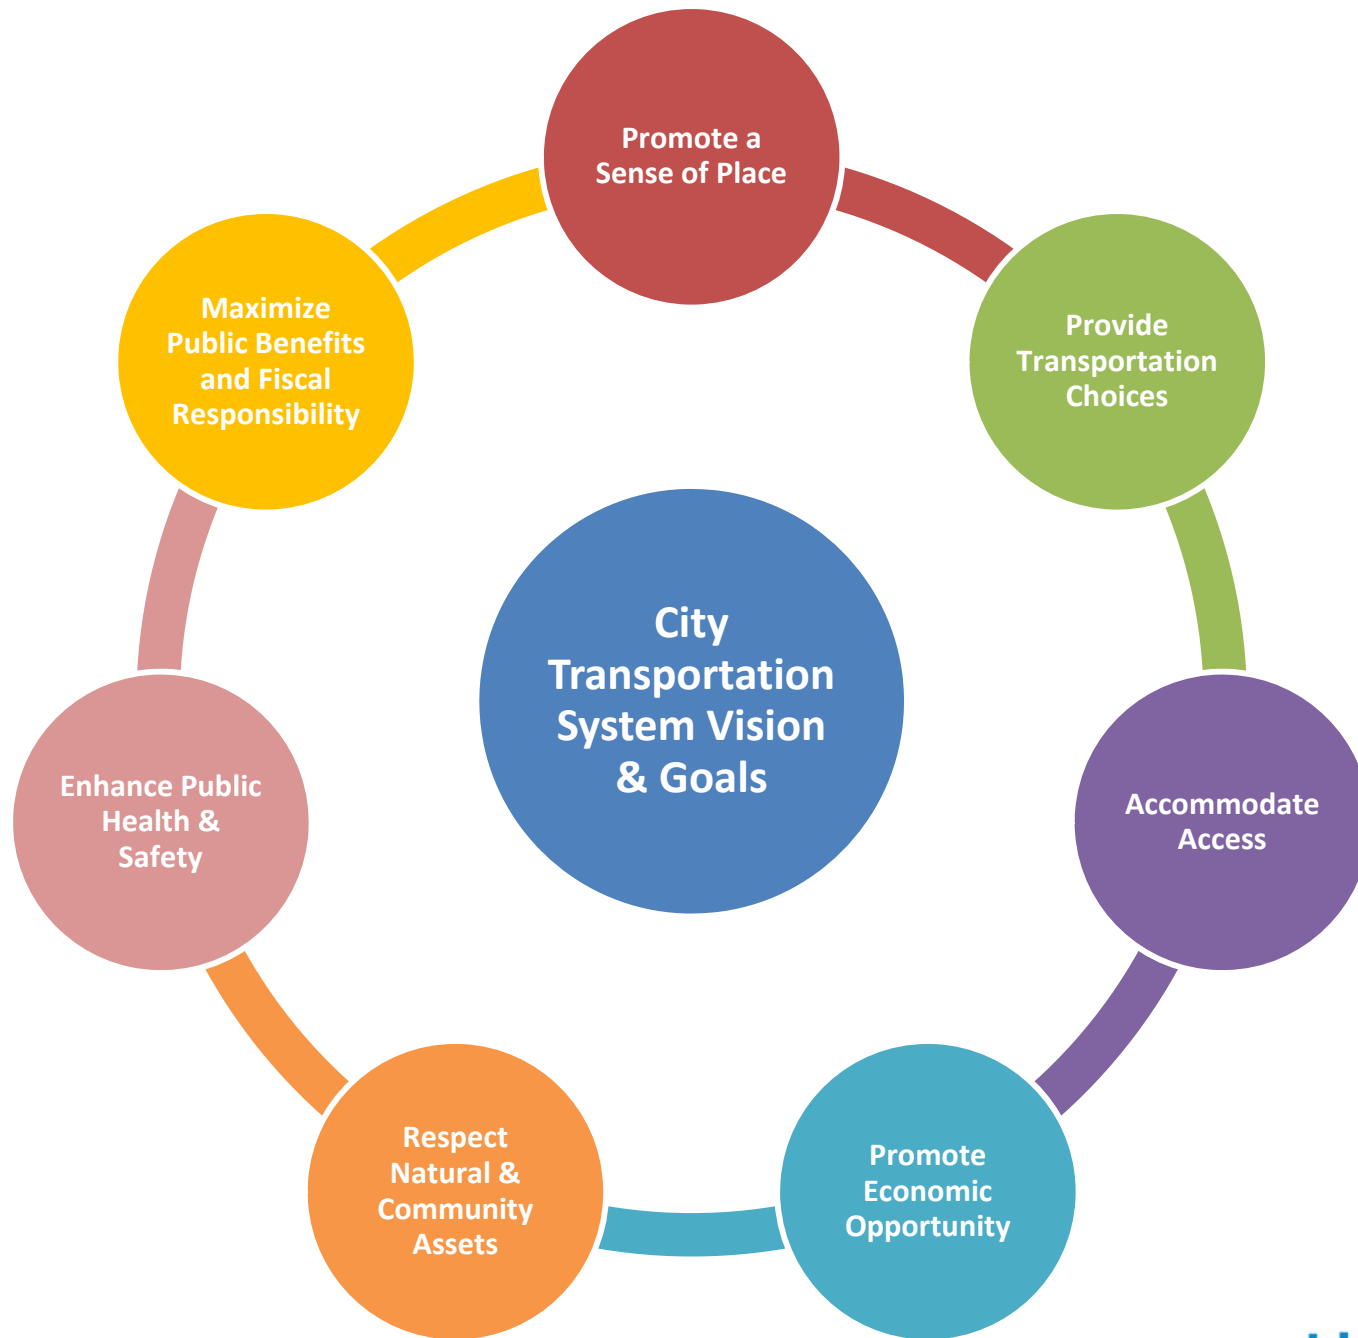 Promote a
Sense of Place
Provide
Transportation
Choices
Accommodate
Access
Promote
Economic
Opportunity
Respect
Natural &
Community
Assets
Enhance Public
Health &
Safety
Maximize
Public Benefits
and Fiscal
Responsibility
City
Transportation
System Vision
& Goals